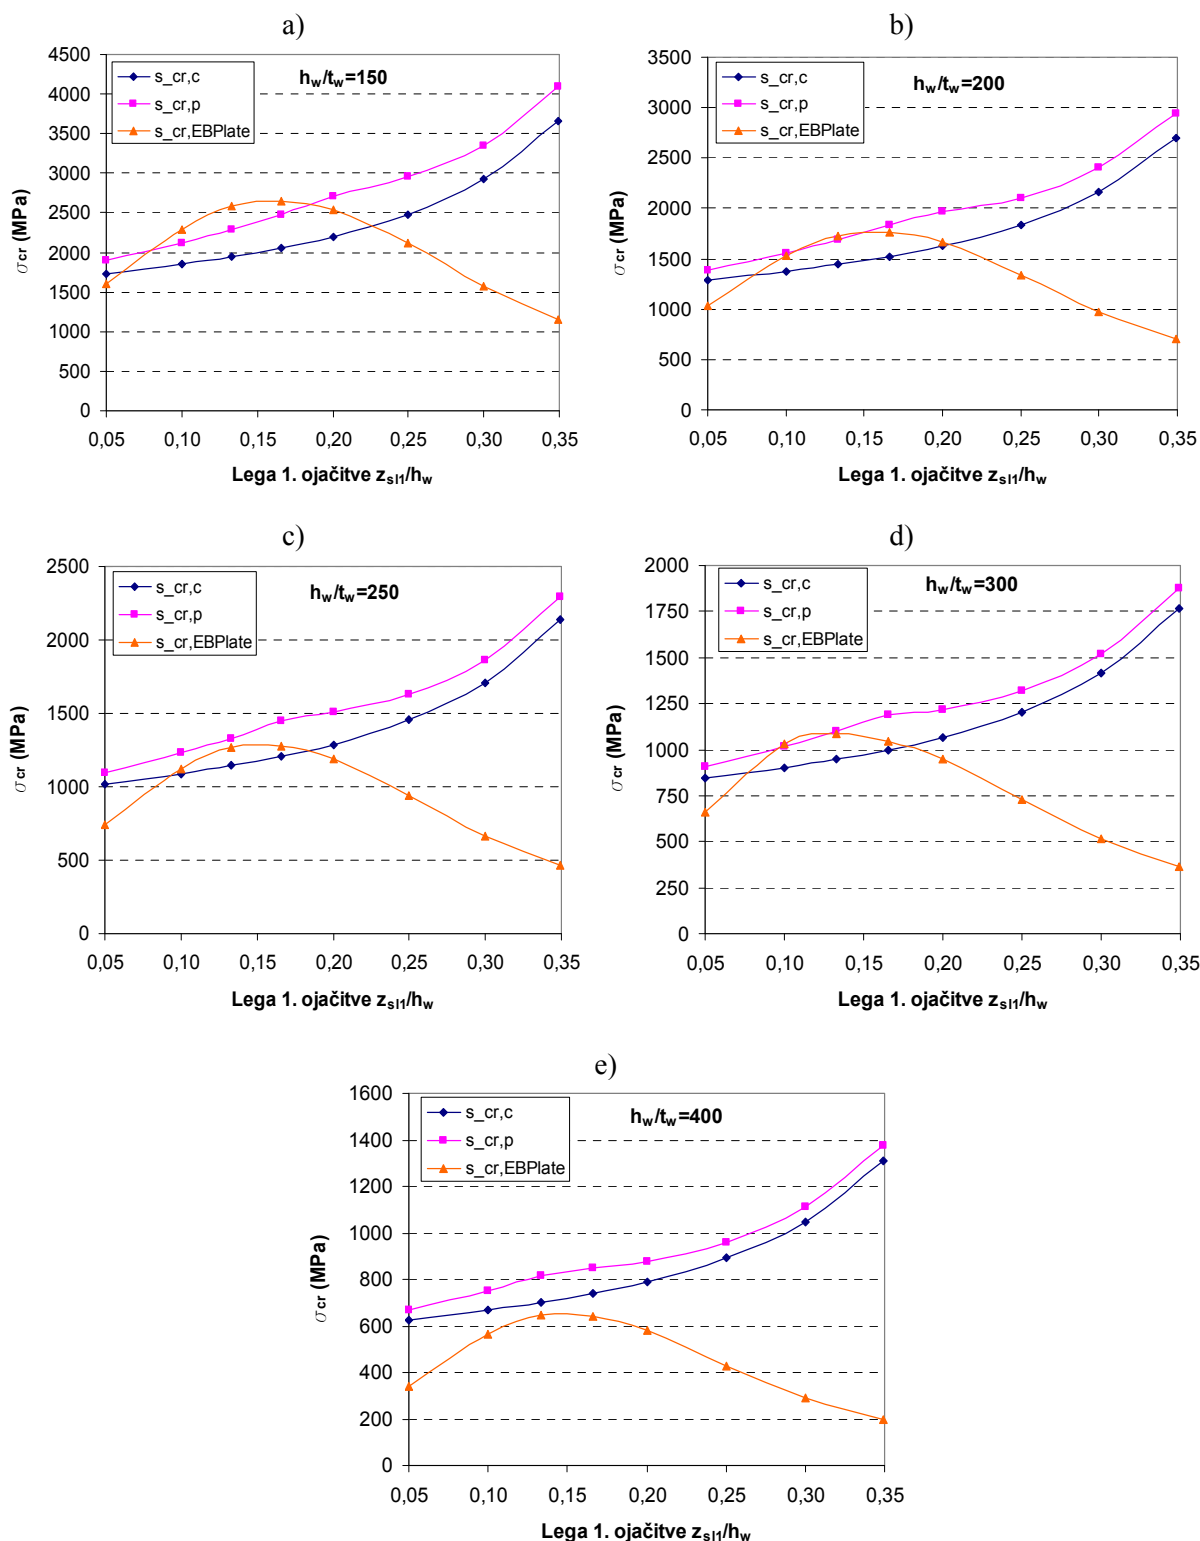 a)
4500
4000
3500
3000
2500
2000
1500
1000
500
0
σcr (MPa)
s_cr,c
s_cr,p
s_cr,EBPlate
hw/tw=150
0,05 0,10 0,15 0,20 0,25 0,30 0,35
Lega 1. ojačitve zsl1/hw
b)
3500
3000
2500
2000
1500
1000
500
0
σcr (MPa)
s_cr,c
s_cr,p
s_cr,EBPlate
hw/tw=200
0,05 0,10 0,15 0,20 0,25 0,30 0,35
Lega 1. ojačitve zsl1/hw
c)
2500
2000
1500
1000
500
0
σcr (MPa)
s_cr,c
s_cr,p
s_cr,EBPlate
hw/tw=250
0,05 0,10 0,15 0,20 0,25 0,30 0,35
Lega 1. ojačitve zsl1/hw
d)
2000
1750
1500
1250
1000
750
500
250
0
σcr (MPa)
s_cr,c
s_cr,p
s_cr,EBPlate
hw/tw=300
0,05 0,10 0,15 0,20 0,25 0,30 0,35
Lega 1. ojačitve zsl1/hw
e)
1600
1400
1200
1000
800
600
400
200
0
σcr (MPa)
s_cr,c
s_cr,p
s_cr,EBPlate
hw/tw=400
0,05 0,10 0,15 0,20 0,25 0,30 0,35
Lega 1. ojačitve zsl1/hw